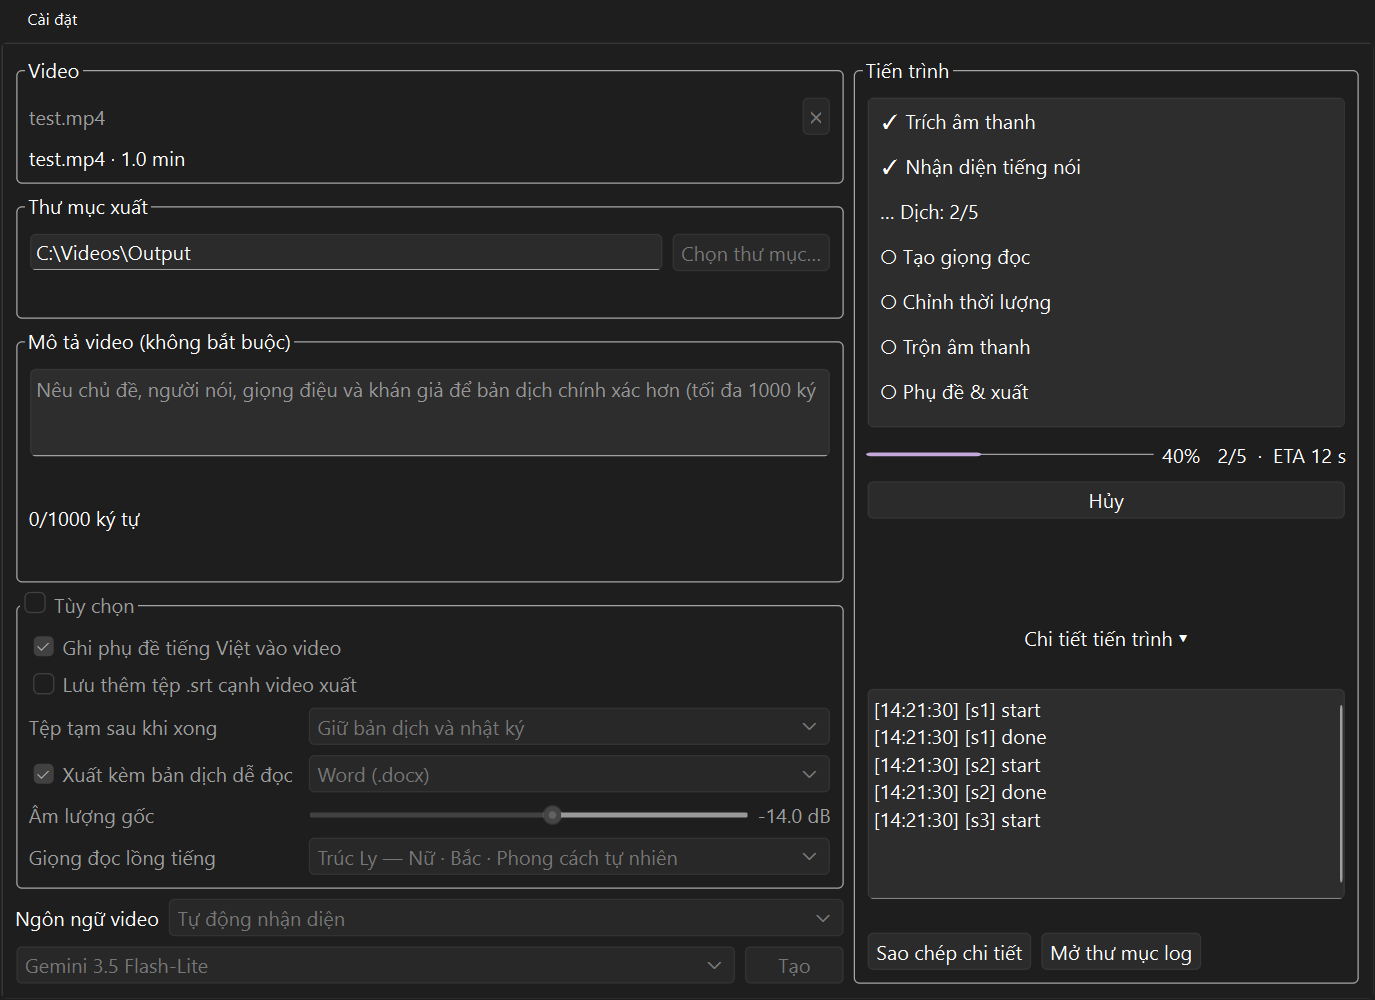 Cài đặt
Video
test.mp4
×
test.mp4 · 1.0 min
Thư mục xuất
C:\Videos\Output
Chọn thư mục...
Mô tả video (không bắt buộc)
Nêu chủ đề, người nói, giọng điệu và khán giả để bản dịch chính xác hơn (tối đa 1000 ký
0/1000 ký tự
Tùy chọn
Ghi phụ đề tiếng Việt vào video
Lưu thêm tệp .srt cạnh video xuất
Tệp tạm sau khi xong
Giữ bản dịch và nhật ký
Xuất kèm bản dịch dễ đọc
Word (.docx)
Âm lượng gốc
-14.0 dB
Giọng đọc lồng tiếng
Trúc Ly — Nữ · Bắc · Phong cách tự nhiên
Ngôn ngữ video
Tự động nhận diện
Gemini 3.5 Flash-Lite
Tạo
Tiến trình
✓ Trích âm thanh
✓ Nhận diện tiếng nói
... Dịch: 2/5
○ Tạo giọng đọc
○ Chỉnh thời lượng
○ Trộn âm thanh
○ Phụ đề & xuất
40% 2/5 · ETA 12 s
Hủy
Chi tiết tiến trình ▾
[14:21:30] [s1] start
[14:21:30] [s1] done
[14:21:30] [s2] start
[14:21:30] [s2] done
[14:21:30] [s3] start
Sao chép chi tiết
Mở thư mục log